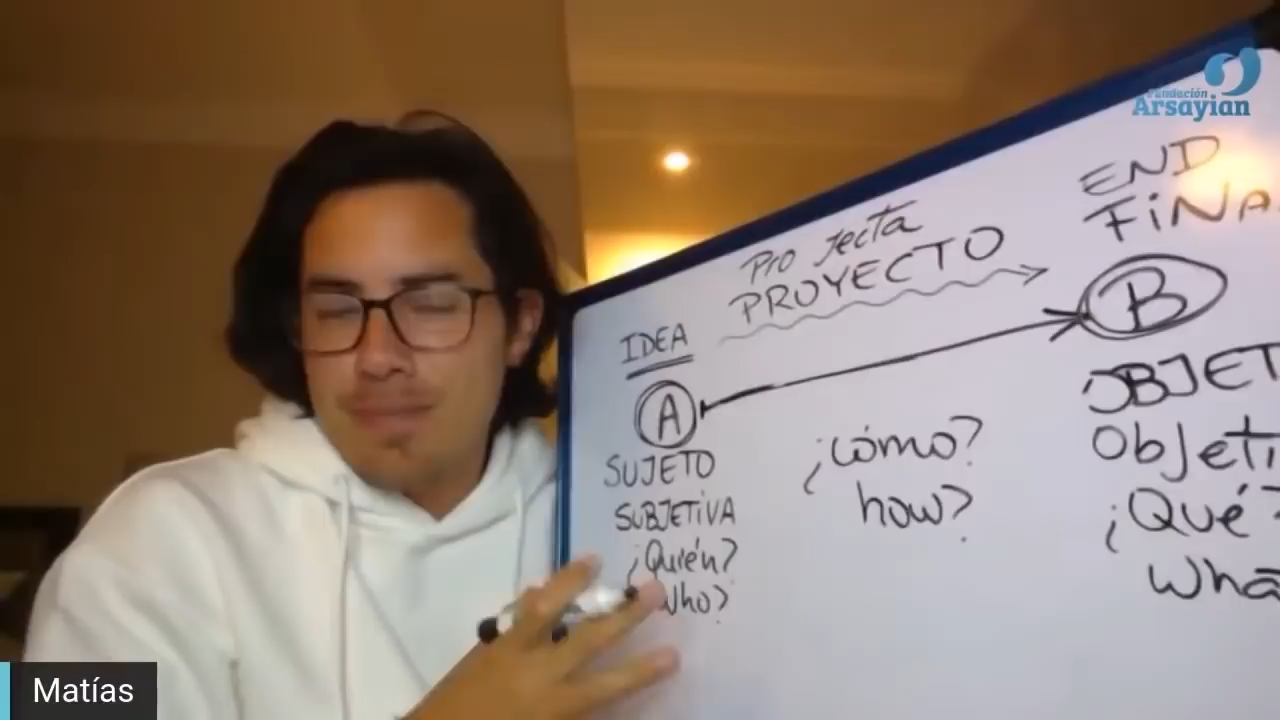 Fundación
Arsayian
END
FiNA
Pro Jecta
PROYECTO
IDEA
A
B
SUJETO
SUBJETiVA
¿Quién?
Who?
¿cómo?
how?
OBJET
ObJeti
¿Qué?
Wha
Matías